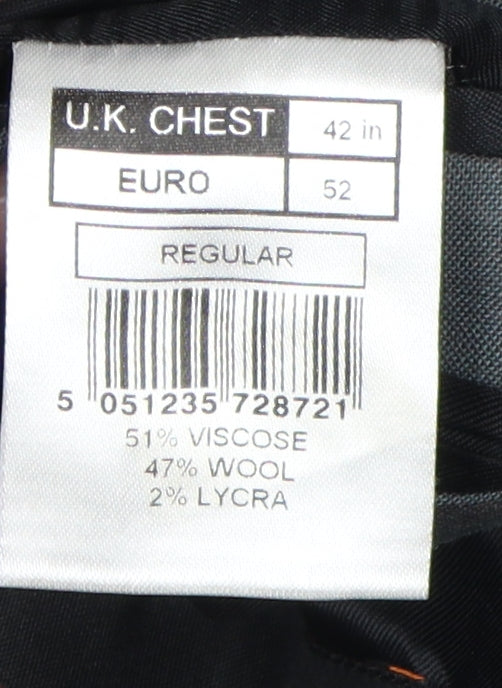 U.K. CHEST 42 in
EURO 52
REGULAR
5 051235 728721
51% VISCOSE
47% WOOL
2% LYCRA